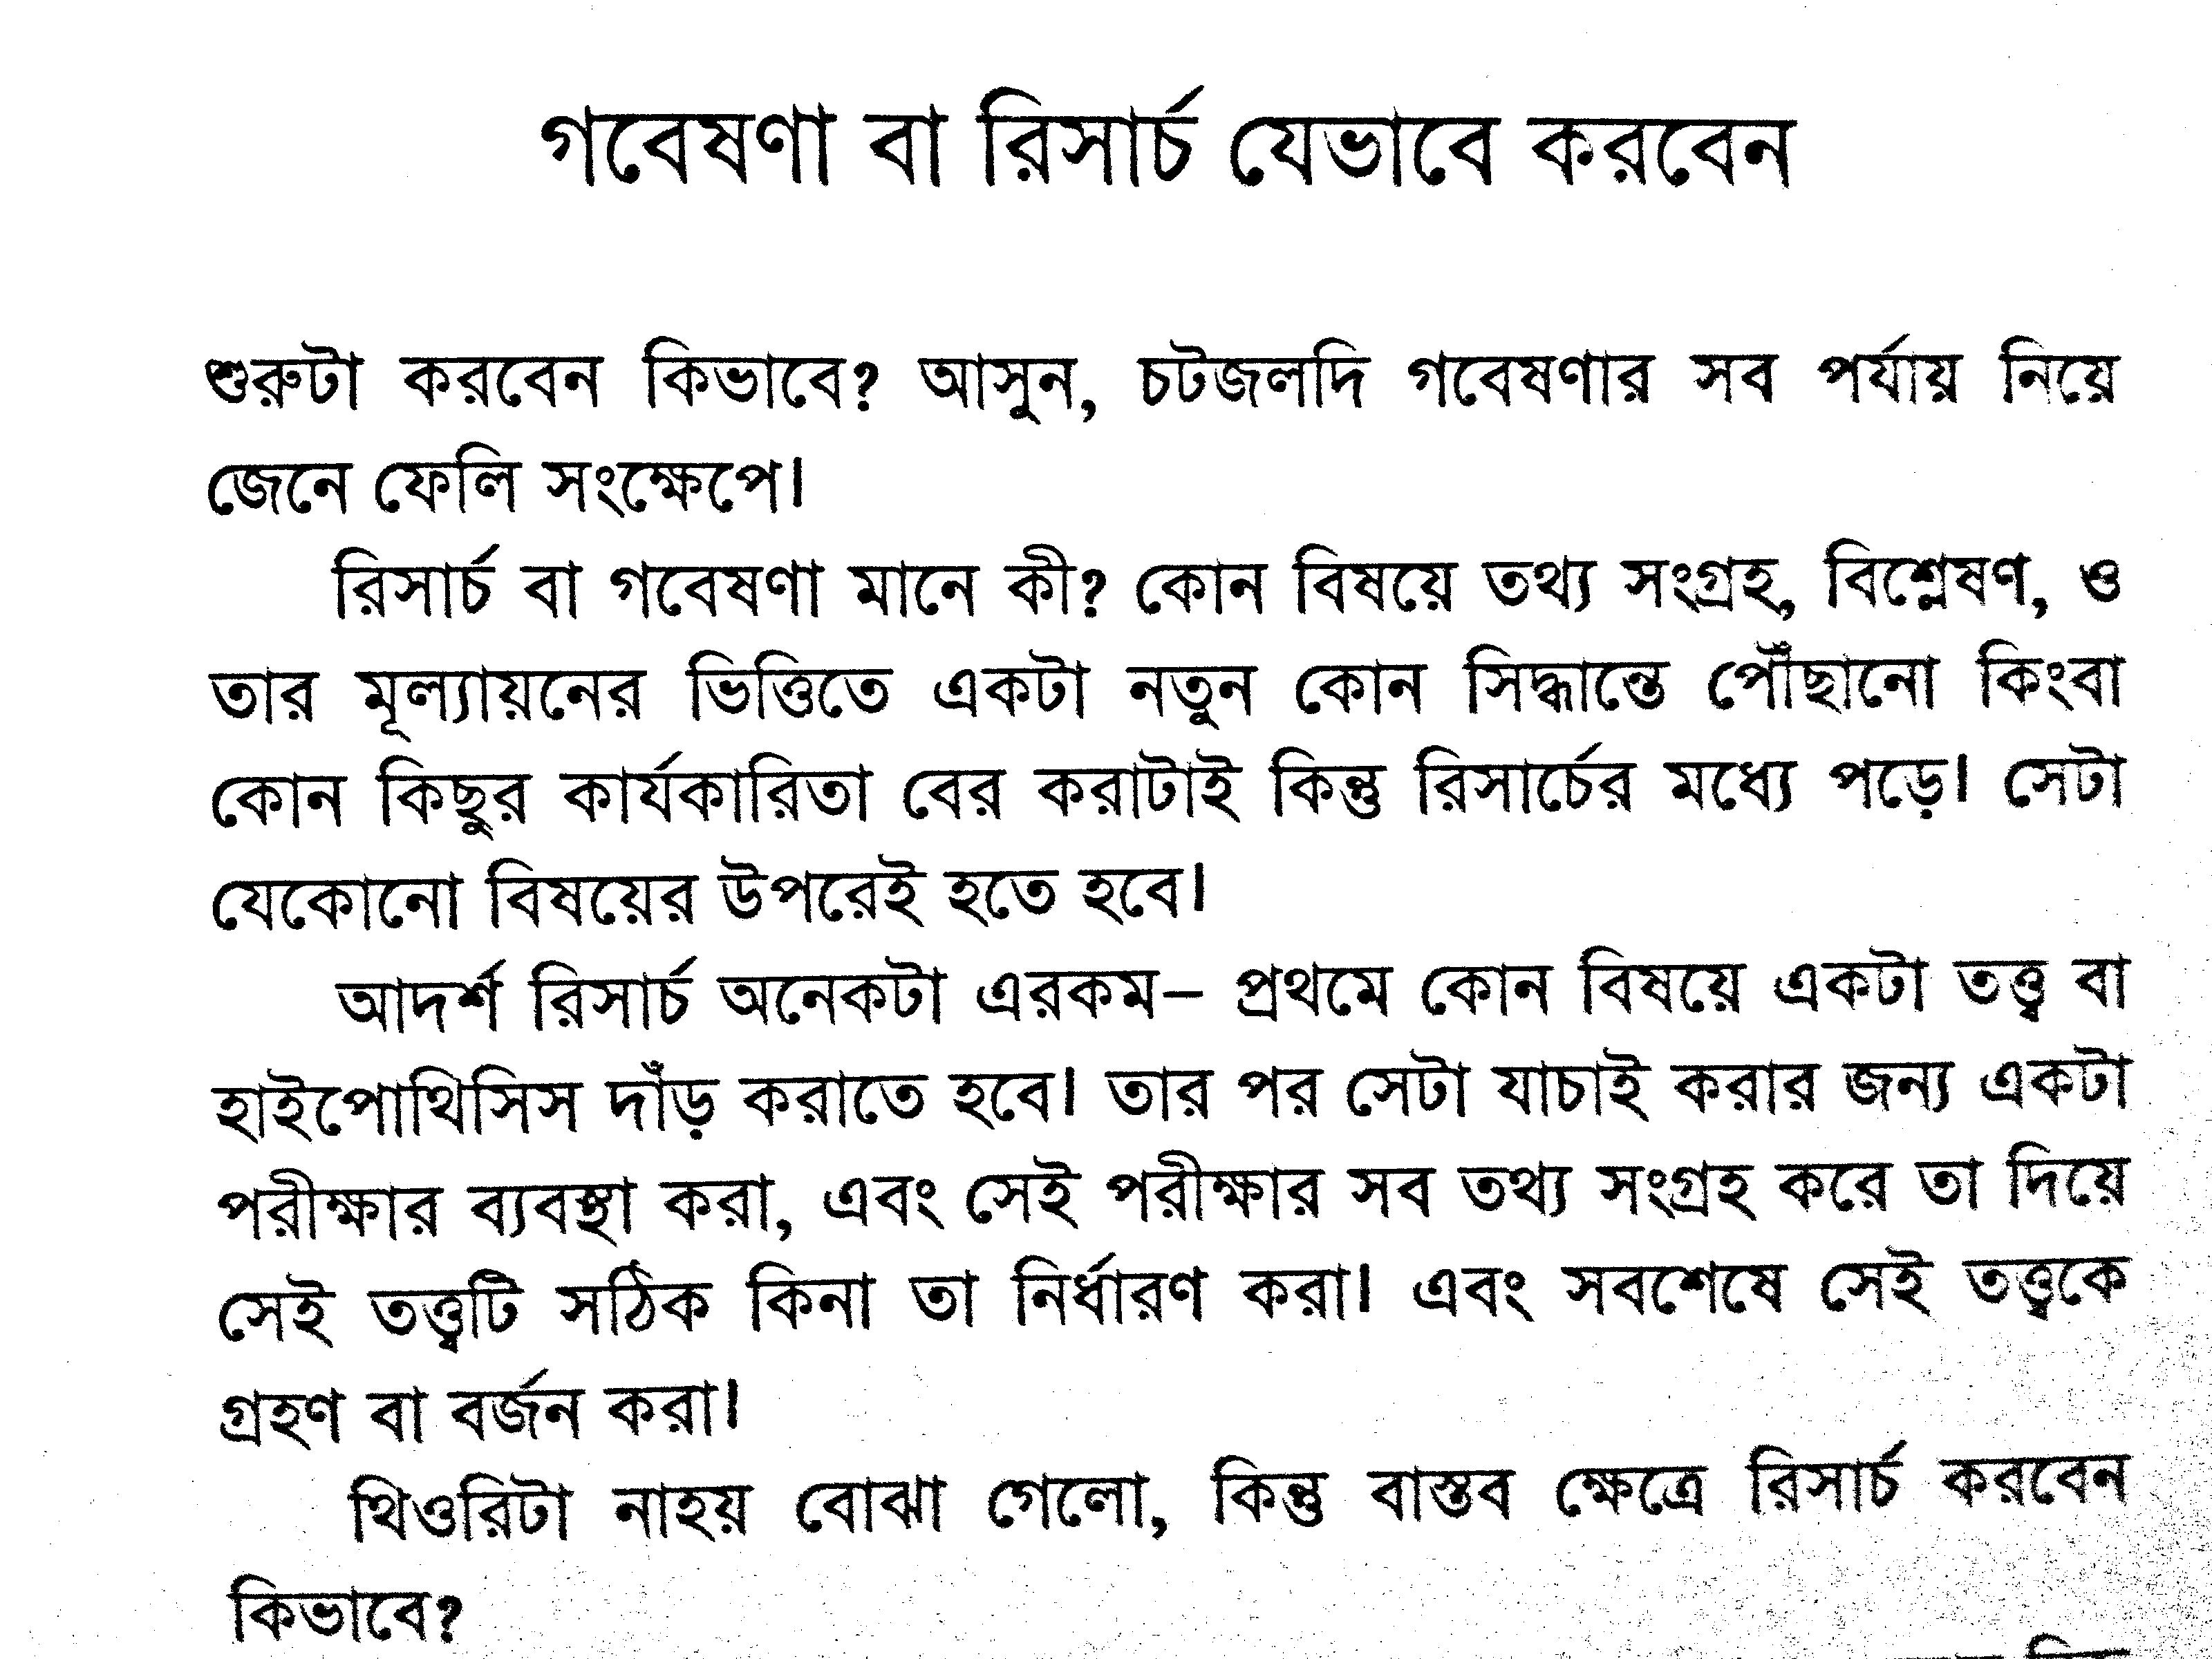 গবেষণা বা রিসার্চ যেভাবে করবেন
শুরুটা করবেন কিভাবে? আসুন, চটজলদি গবেষণার সব পর্যায় নিয়ে
জেনে ফেলি সংক্ষেপে।
রিসার্চ বা গবেষণা মানে কী? কোন বিষয়ে তথ্য সংগ্রহ, বিশ্লেষণ, ও
তার মূল্যায়নের ভিত্তিতে একটা নতুন কোন সিদ্ধান্তে পৌঁছানো কিংবা
কোন কিছুর কার্যকারিতা বের করাটাই কিন্তু রিসার্চের মধ্যে পড়ে। সেটা
যেকোনো বিষয়ের উপরেই হতে হবে।
আদর্শ রিসার্চ অনেকটা এরকম– প্রথমে কোন বিষয়ে একটা তত্ত্ব বা
হাইপোথিসিস দাঁড় করাতে হবে। তার পর সেটা যাচাই করার জন্য একটা
পরীক্ষার ব্যবস্থা করা, এবং সেই পরীক্ষার সব তথ্য সংগ্রহ করে তা দিয়ে
সেই তত্ত্বটি সঠিক কিনা তা নির্ধারণ করা। এবং সবশেষে সেই তত্ত্বকে
গ্রহণ বা বর্জন করা।
থিওরিটা নাহয় বোঝা গেলো, কিন্তু বাস্তব ক্ষেত্রে রিসার্চ করবেন
কিভাবে?